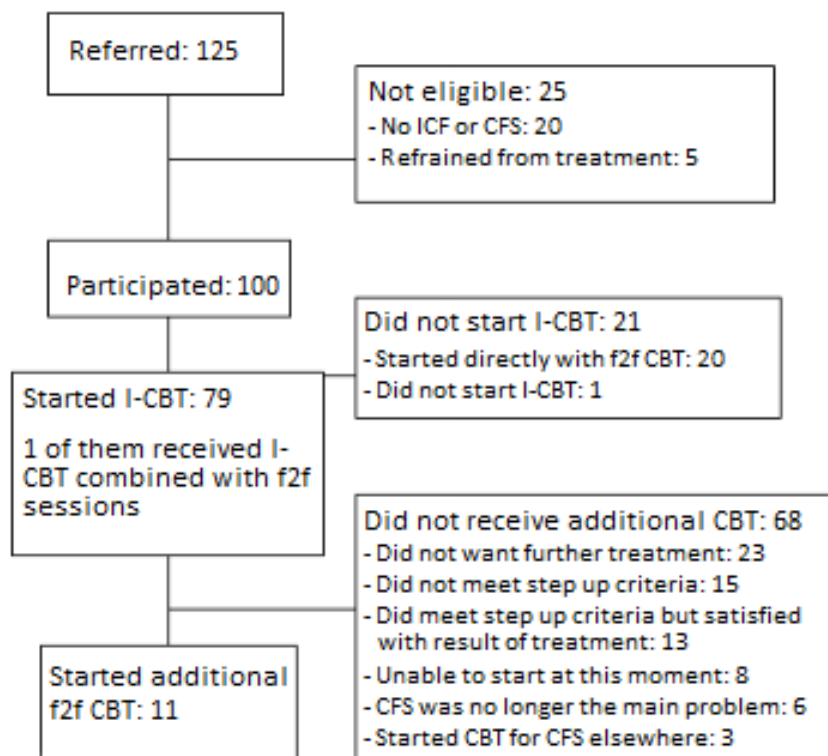 Referred: 125
Not eligible: 25
- No ICF or CFS: 20
- Refrained from treatment: 5
Participated: 100
Did not start I-CBT: 21
- Started directly with f2f CBT: 20
- Did not start I-CBT: 1
Started I-CBT: 79
1 of them received I-
CBT combined with f2f
sessions
Did not receive additional CBT: 68
- Did not want further treatment: 23
- Did not meet step up criteria: 15
- Did meet step up criteria but satisfied
with result of treatment: 13
- Unable to start at this moment: 8
- CFS was no longer the main problem: 6
- Started CBT for CFS elsewhere: 3
Started additional
f2f CBT: 11